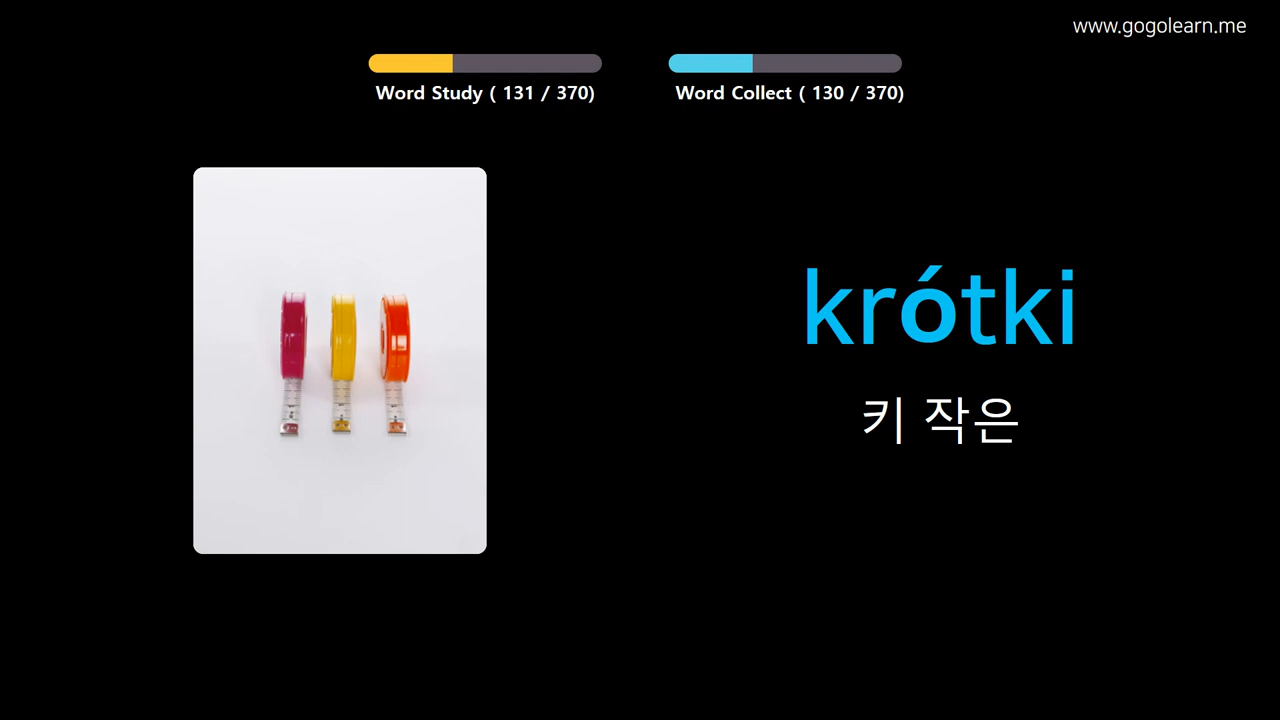 www.gogolearn.me
Word Study ( 131 / 370)
Word Collect ( 130 / 370)
krótki
키 작은